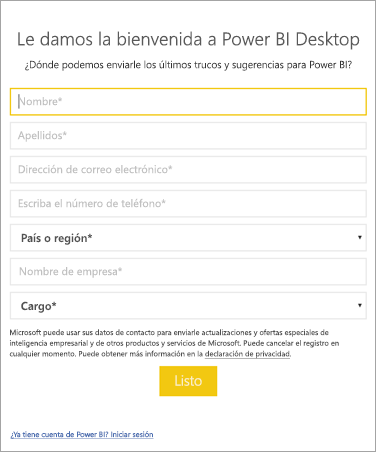 Le damos la bienvenida a Power BI Desktop
¿Dónde podemos enviarle los últimos trucos y sugerencias para Power BI?
Nombre*
Apellidos*
Dirección de correo electrónico*
Escriba el número de teléfono*
País o región*
Nombre de empresa*
Cargo*
Microsoft puede usar sus datos de contacto para enviarle actualizaciones y ofertas especiales de
inteligencia empresarial y de otros productos y servicios de Microsoft. Puede cancelar el registro en
cualquier momento. Puede obtener más información en la declaración de privacidad.
Listo
¿Ya tiene cuenta de Power BI? Iniciar sesión